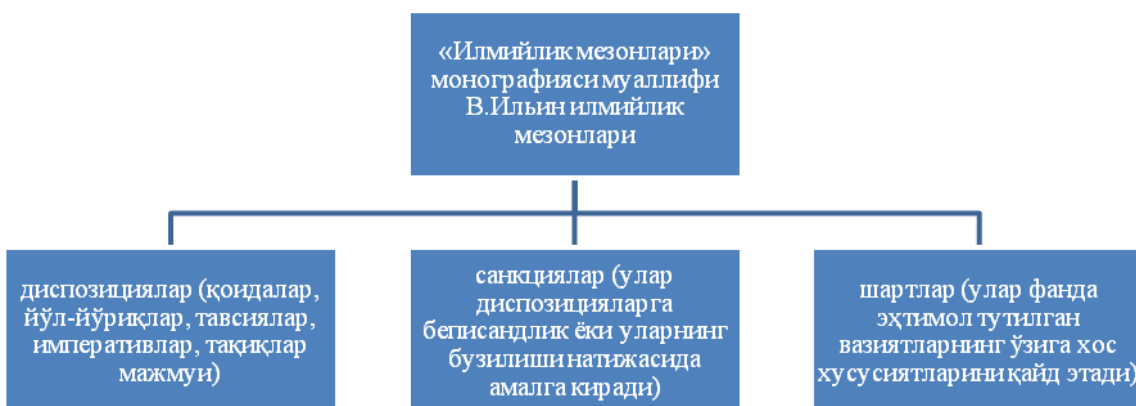 «Илмийлик мезонлари»
монографияси муаллифи
В.Ильин илмийлик
мезонлари
диспозициялар (қоидалар,
йўл-йўриқлар, тавсиялар,
императивлар, тақиқлар
мажмуи)
санкциялар (улар
диспозицияларга
беписандлик ёки уларнинг
бузилиши натижасида
амалга киради)
шартлар (улар фанда
эҳтимол тутилган
вазиятларнинг ўзига хос
хусусиятларини қайд этади)